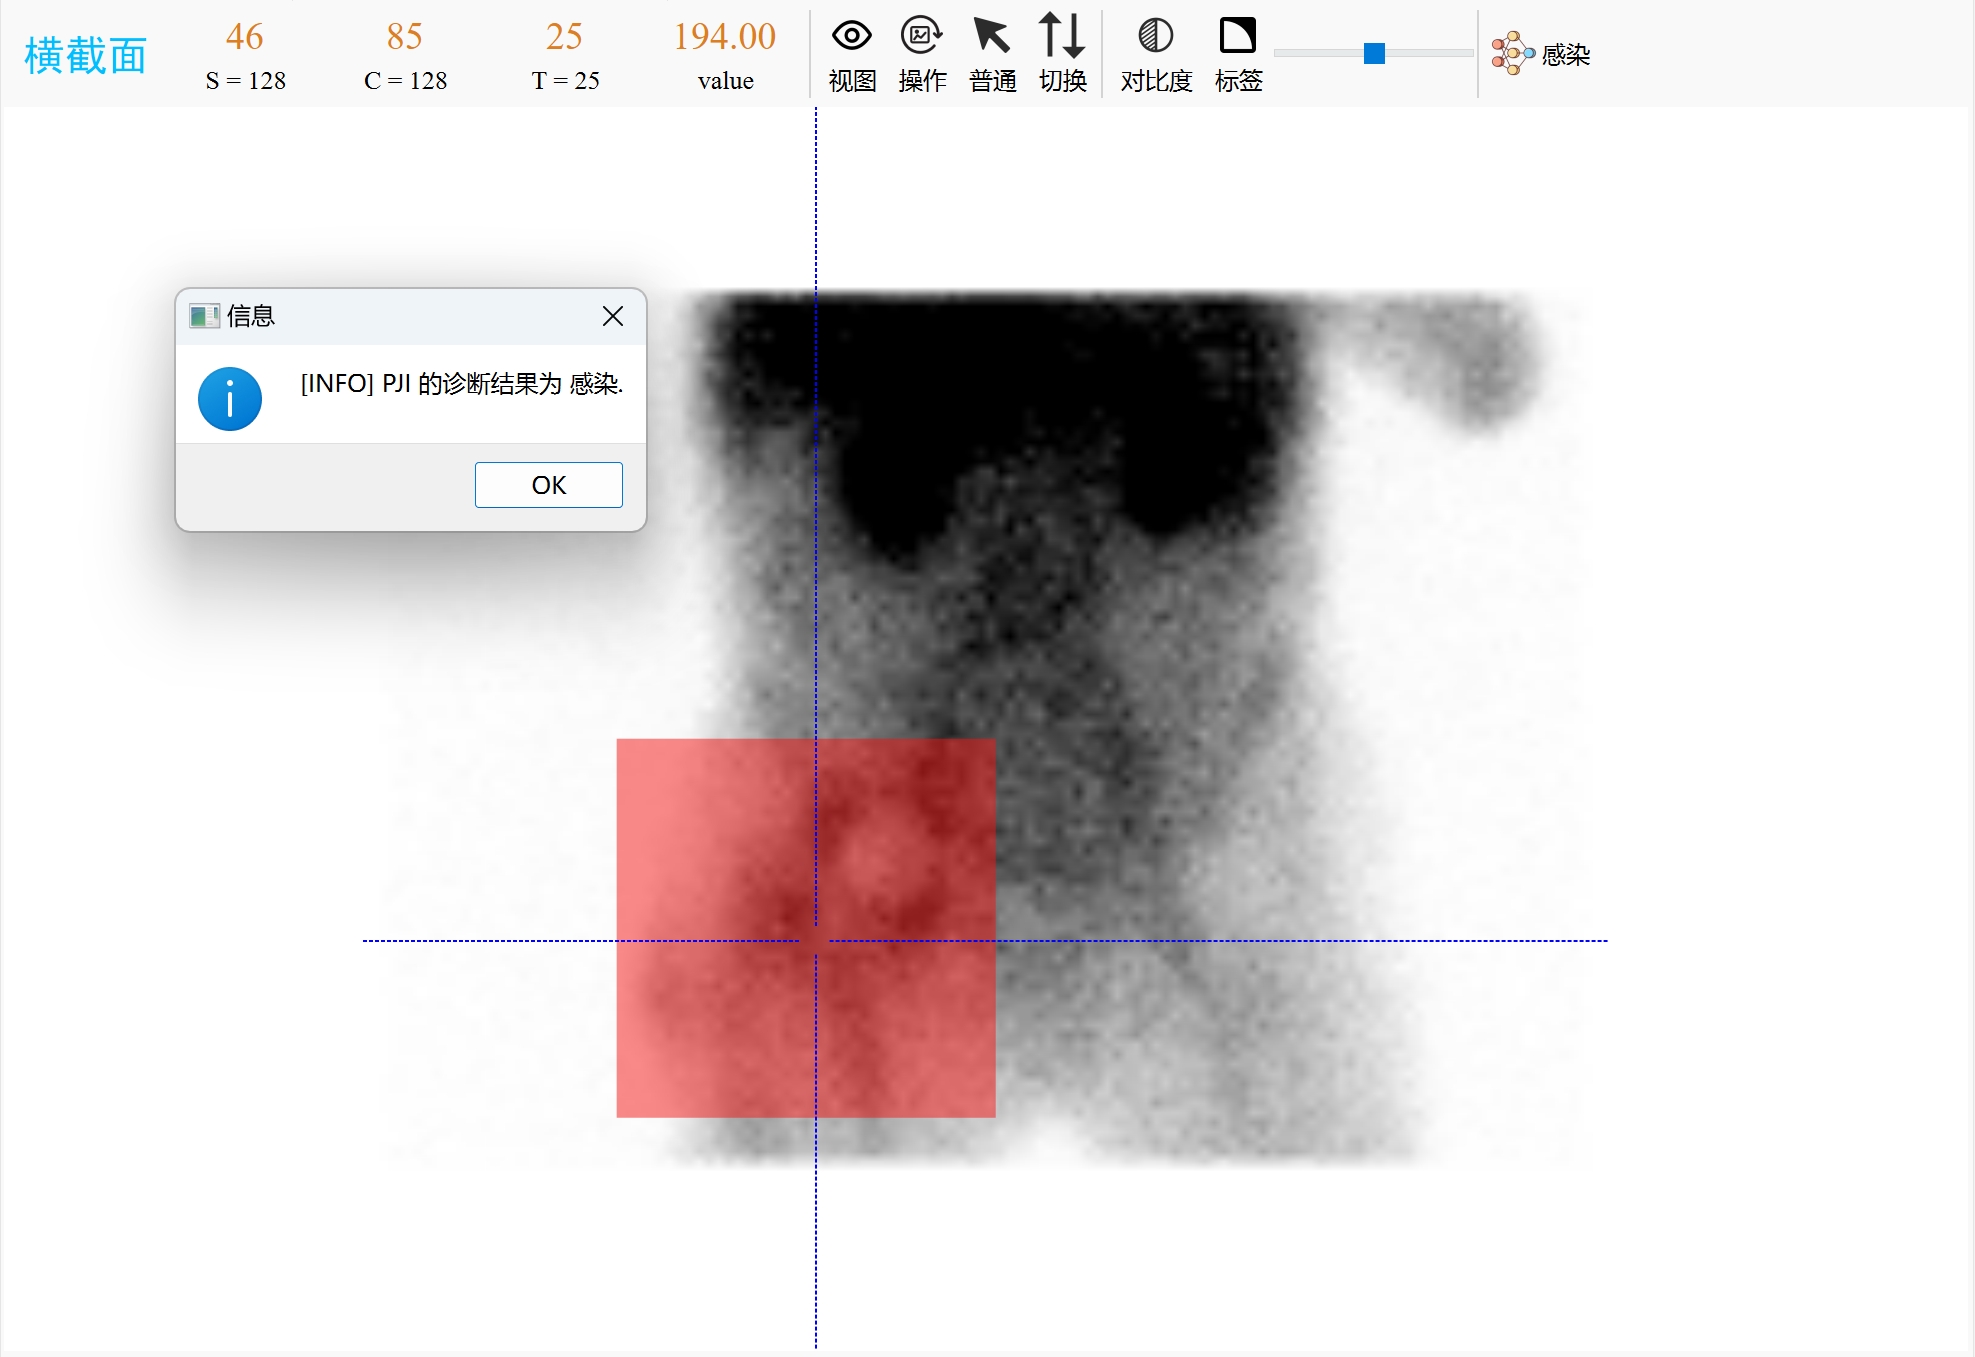 横截面
46
S = 128
85
C = 128
25
T = 25
194.00
value
视图
操作
普通
切换
对比度
标签
感染
信息
[INFO] PJI 的诊断结果为 感染.
OK